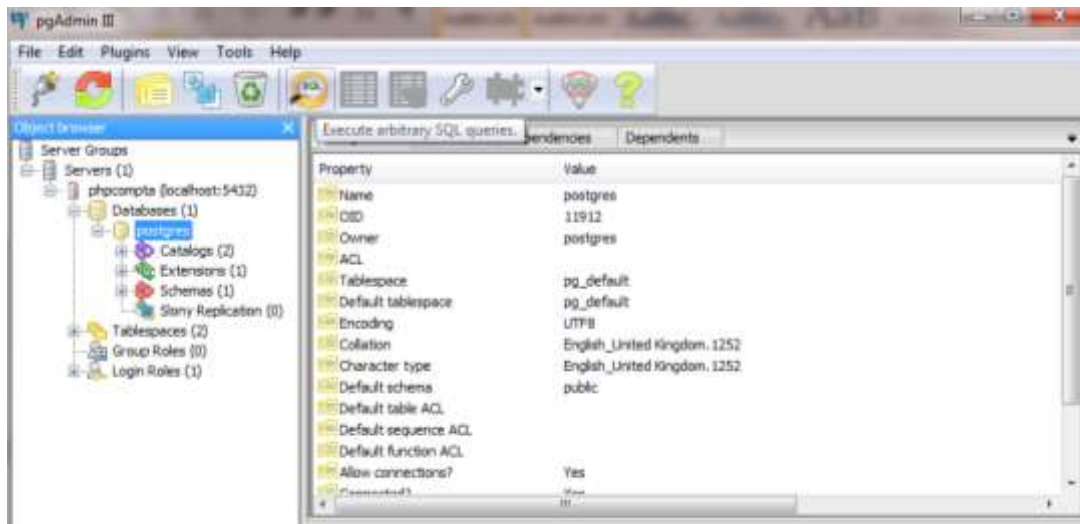 pgAdmin III
File Edit Plugins View Tools Help
SQL
Object browser
Server Groups
Servers (1)
phpcompta (localhost:5432)
Databases (1)
postgres
Catalogs (2)
Extensions (1)
Schemas (1)
Slony Replication (0)
Tablespaces (2)
Group Roles (0)
Login Roles (1)
Execute arbitrary SQL queries.
Dependents
Property Value
Name postgres
OID 11912
Owner postgres
ACL
Tablespace pg_default
Default tablespace pg_default
Encoding UTF8
Collation English_United Kingdom.1252
Character type English_United Kingdom.1252
Default schema public
Default table ACL
Default sequence ACL
Default function ACL
Allow connections? Yes
Connected? Yes